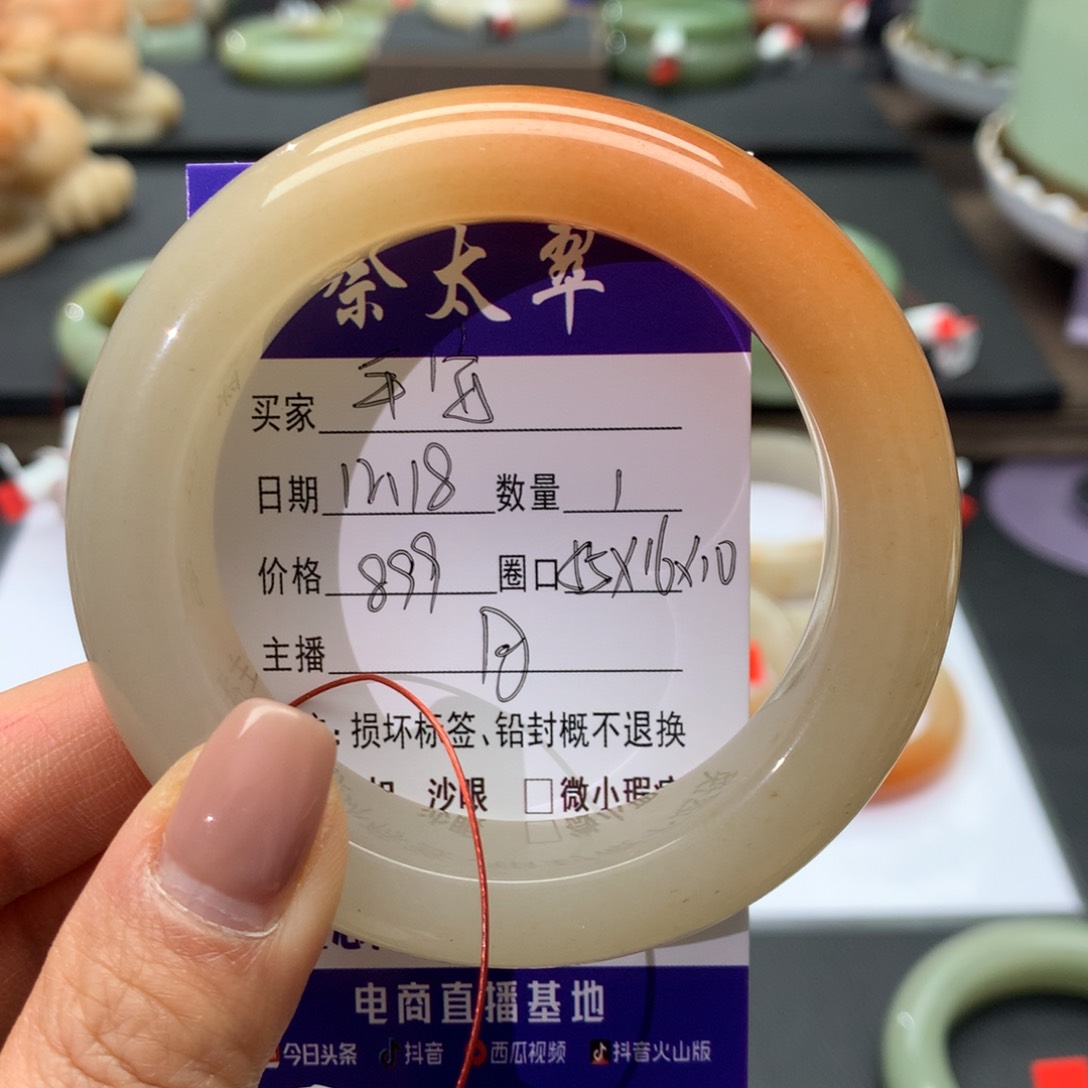 太翠
买家
日期 12.18 数量 1
价格 899 圈口 55X16X10
主播
: 损坏标签、铅封概不退换
沙眼 □微小瑕
电商直播基地
今日头条 抖音 西瓜视频 抖音火山版